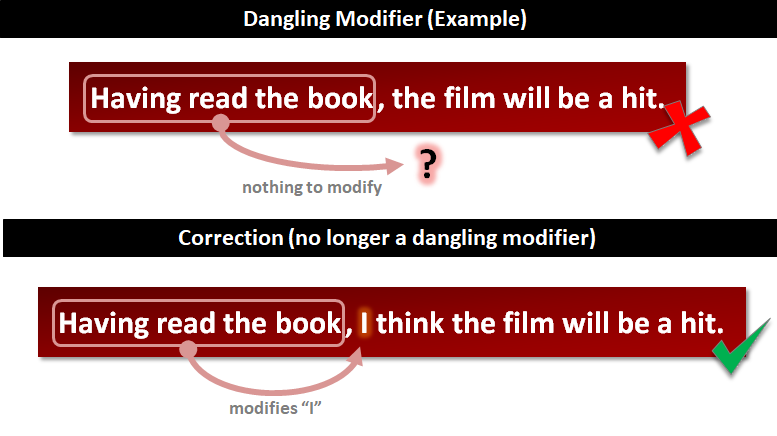 Dangling Modifier (Example)
Having read the book, the film will be a hit.
?
nothing to modify
Correction (no longer a dangling modifier)
Having read the book, I think the film will be a hit.
modifies “I”